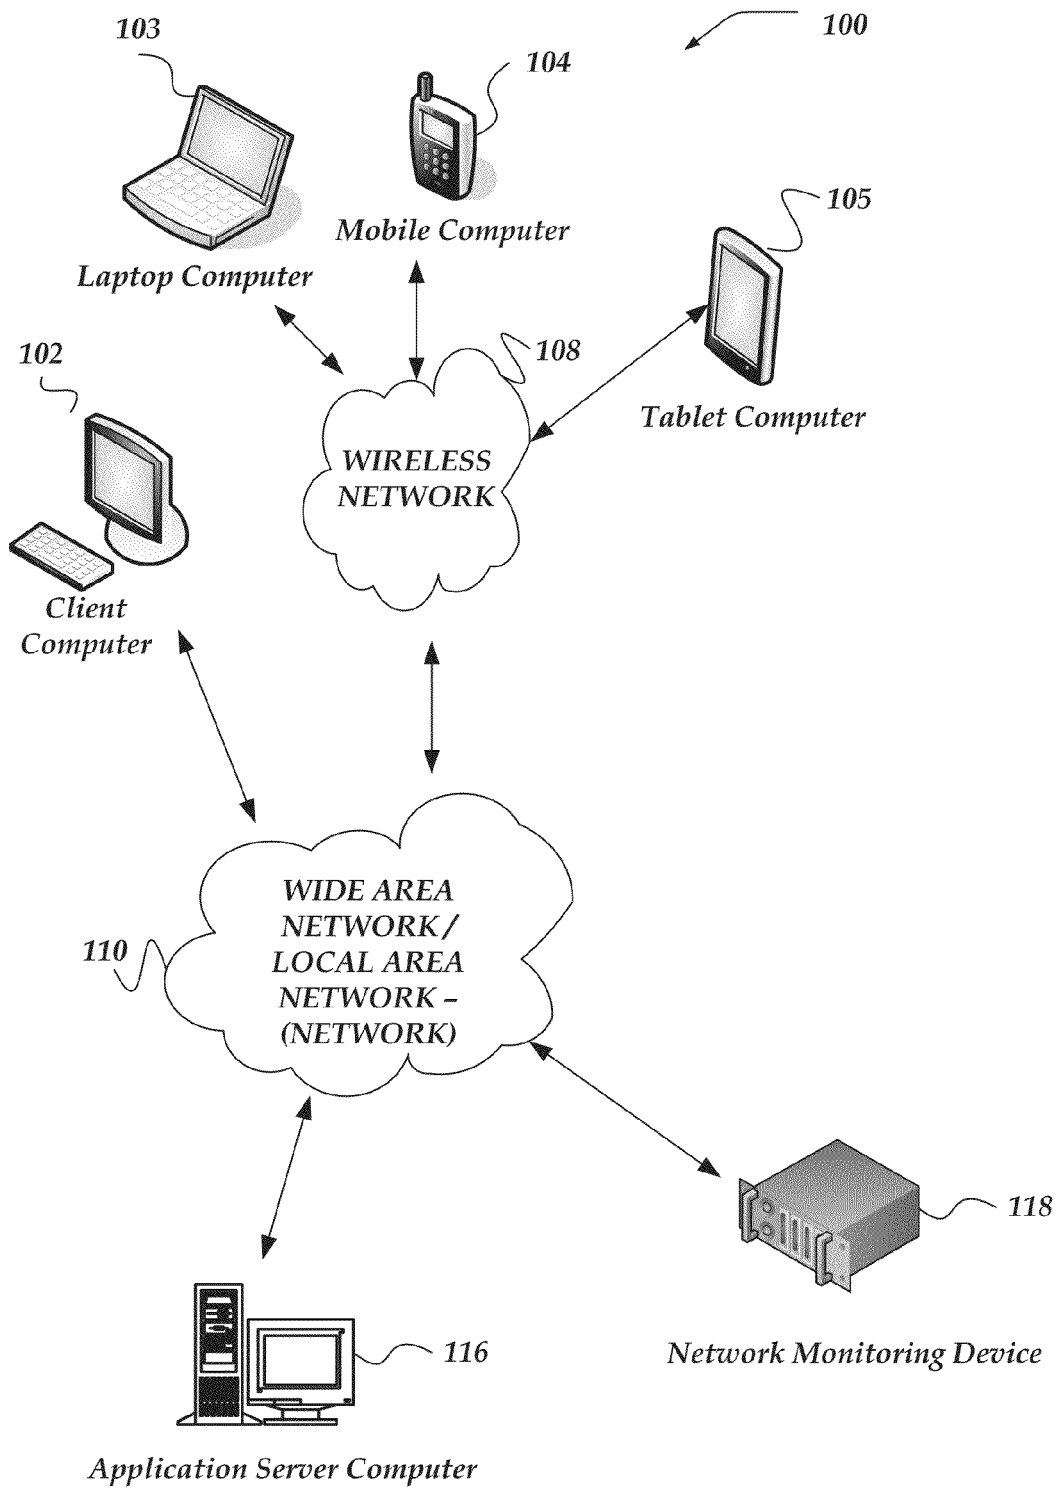 103
104
100
Mobile Computer
105
Laptop Computer
102
108
Tablet Computer
WIRELESS
NETWORK
Client
Computer
WIDE AREA
NETWORK /
LOCAL AREA
NETWORK –
(NETWORK)
110
118
116
Network Monitoring Device
Application Server Computer